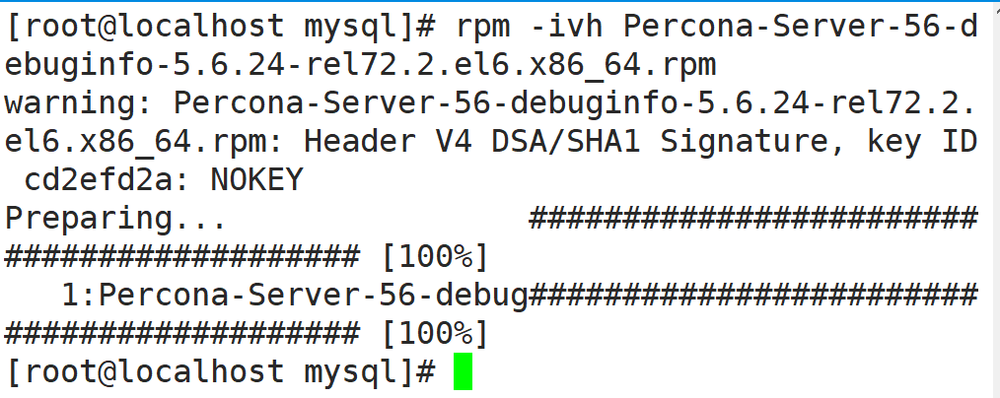 [root@localhost mysql]# rpm -ivh Percona-Server-56-d
ebuginfo-5.6.24-rel72.2.el6.x86_64.rpm
warning: Percona-Server-56-debuginfo-5.6.24-rel72.2.
el6.x86_64.rpm: Header V4 DSA/SHA1 Signature, key ID
 cd2efd2a: NOKEY
Preparing...                ########################
################### [100%]
   1:Percona-Server-56-debug########################
################### [100%]
[root@localhost mysql]#